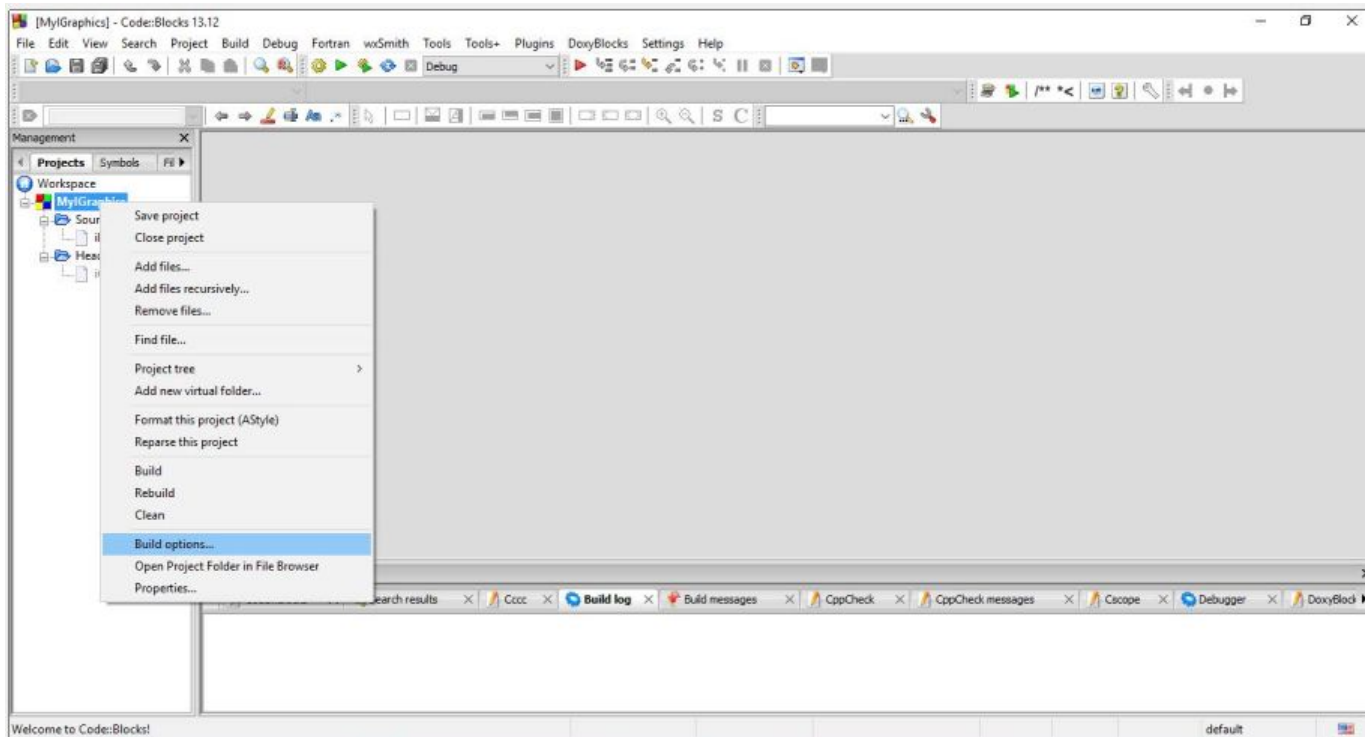 [MyIGraphics] - Code::Blocks 13.12
File Edit View Search Project Build Debug Fortran wxSmith Tools Tools+ Plugins DoxyBlocks Settings Help
Debug
/** *<
S C
Management
Projects Symbols
Workspace
MyIGraphics
Save project
Close project
Add files...
Add files recursively...
Remove files...
Find file...
Project tree
Add new virtual folder...
Format this project (AStyle)
Reparse this project
Build
Rebuild
Clean
Build options...
Open Project Folder in File Browser
Properties...
Search results Cccc Build log Build messages CppCheck CppCheck messages Cscope Debugger DoxyBlock
Welcome to Code::Blocks!
default